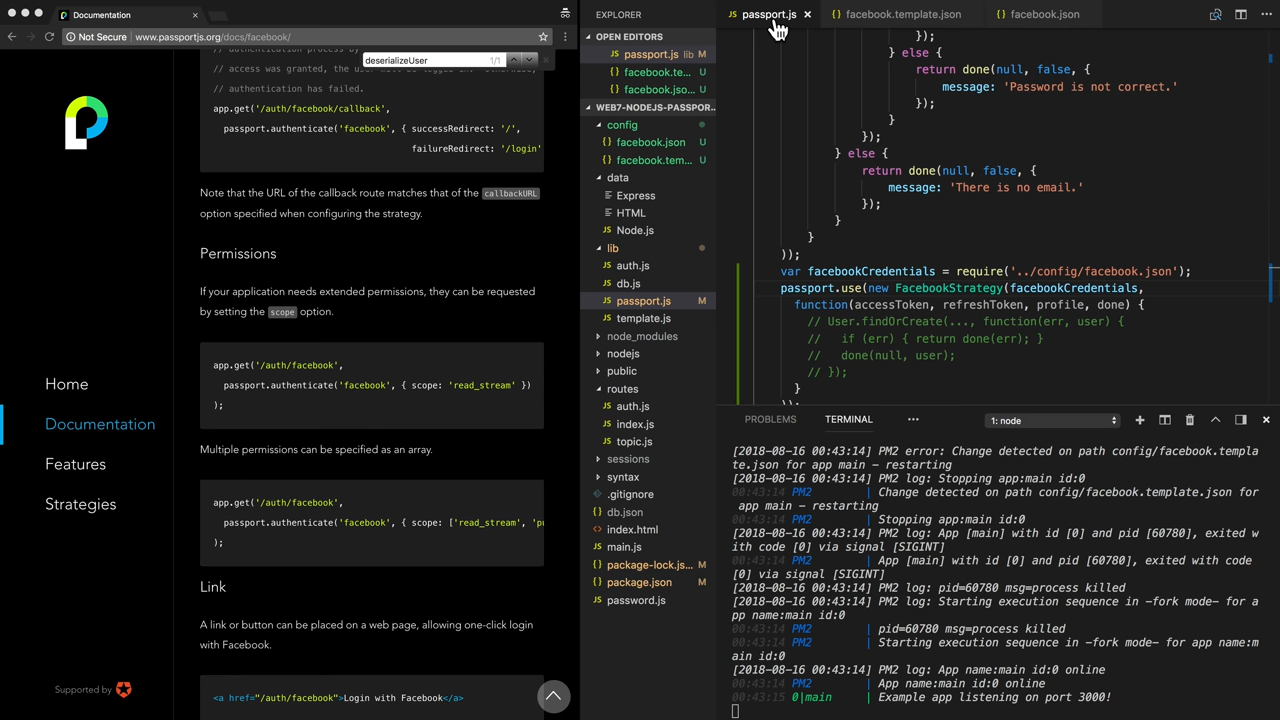 Documentation
Not Secure | www.passportjs.org/docs/facebook/
deserializeUser 1/1
// access was granted, the user will be logged in. Otherwise,
// authentication has failed.
app.get('/auth/facebook/callback',
passport.authenticate('facebook', { successRedirect: '/',
failureRedirect: '/login'
Note that the URL of the callback route matches that of the callbackURL
option specified when configuring the strategy.
Permissions
If your application needs extended permissions, they can be requested
by setting the scope option.
app.get('/auth/facebook',
passport.authenticate('facebook', { scope: 'read_stream' })
);
Multiple permissions can be specified as an array.
app.get('/auth/facebook',
passport.authenticate('facebook', { scope: ['read_stream', 'pu
);
Link
A link or button can be placed on a web page, allowing one-click login
with Facebook.
<a href="/auth/facebook">Login with Facebook</a>
Home
Documentation
Features
Strategies
Supported by
EXPLORER
OPEN EDITORS
JS passport.js lib M
{ } facebook.te... U
{ } facebook.jso... U
WEB7-NODEJS-PASSPOR...
config
{ } facebook.json U
{ } facebook.tem... U
data
Express
HTML
JS Node.js
lib
JS auth.js
JS db.js
JS passport.js M
JS template.js
node_modules
nodejs
public
routes
JS auth.js
JS index.js
JS topic.js
sessions
syntax
.gitignore
{ } db.json
<> index.html
JS main.js
{ } package-lock.js... M
{ } package.json M
JS password.js
JS passport.js
{ } facebook.template.json
{ } facebook.json
});
} else {
return done(null, false, {
message: 'Password is not correct.'
});
}
});
} else {
return done(null, false, {
message: 'There is no email.'
});
}
}
));
var facebookCredentials = require('../config/facebook.json');
passport.use(new FacebookStrategy(facebookCredentials,
function(accessToken, refreshToken, profile, done) {
// User.findOrCreate(..., function(err, user) {
// if (err) { return done(err); }
// done(null, user);
// });
}
));
PROBLEMS TERMINAL ••• 1: node
[2018-08-16 00:43:14] PM2 error: Change detected on path config/facebook.templa
te.json for app main - restarting
[2018-08-16 00:43:14] PM2 log: Stopping app:main id:0
00:43:14 PM2 | Change detected on path config/facebook.template.json for
app main - restarting
00:43:14 PM2 | Stopping app:main id:0
[2018-08-16 00:43:14] PM2 log: App [main] with id [0] and pid [60780], exited w
ith code [0] via signal [SIGINT]
00:43:14 PM2 | App [main] with id [0] and pid [60780], exited with code
[0] via signal [SIGINT]
[2018-08-16 00:43:14] PM2 log: pid=60780 msg=process killed
[2018-08-16 00:43:14] PM2 log: Starting execution sequence in -fork mode- for a
pp name:main id:0
00:43:14 PM2 | pid=60780 msg=process killed
00:43:14 PM2 | Starting execution sequence in -fork mode- for app name:m
ain id:0
[2018-08-16 00:43:14] PM2 log: App name:main id:0 online
00:43:14 PM2 | App name:main id:0 online
00:43:15 0|main | Example app listening on port 3000!